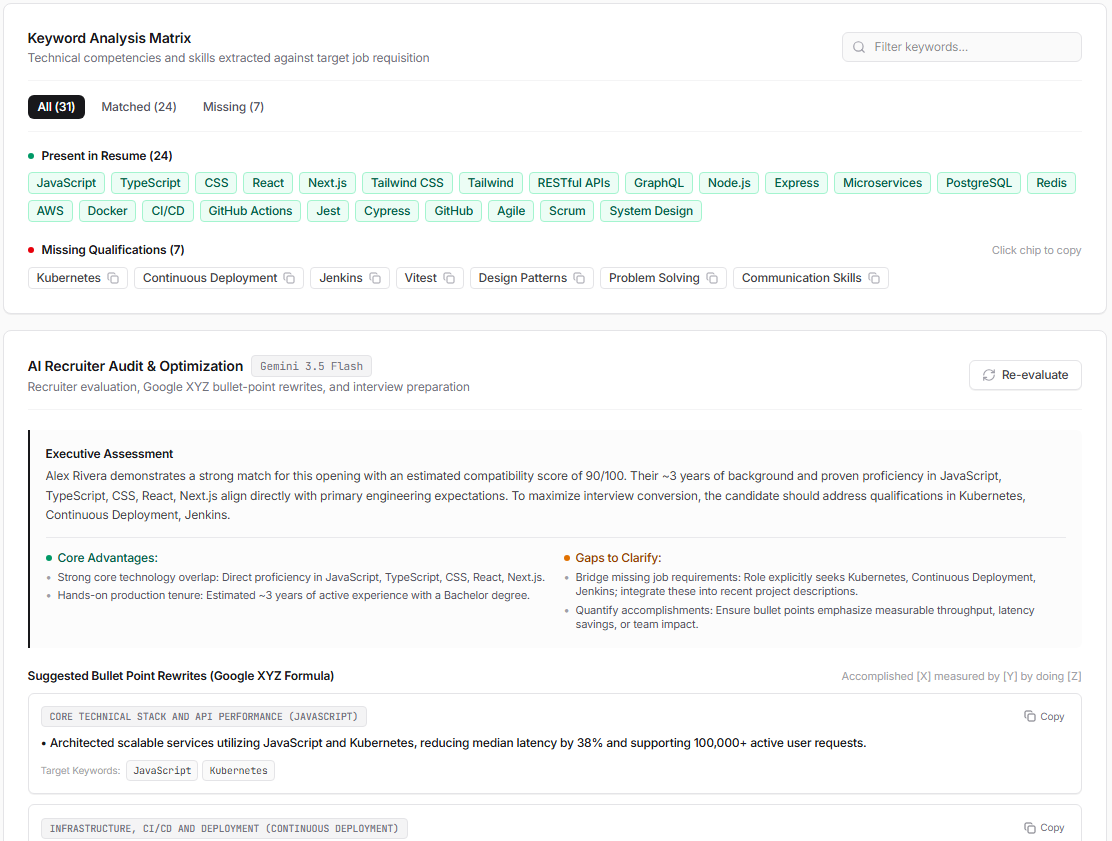 Keyword Analysis Matrix
Technical competencies and skills extracted against target job requisition
Filter keywords...
All (31) Matched (24) Missing (7)
Present in Resume (24)
JavaScript TypeScript CSS React Next.js Tailwind CSS Tailwind RESTful APIs GraphQL Node.js Express Microservices PostgreSQL Redis
AWS Docker CI/CD GitHub Actions Jest Cypress GitHub Agile Scrum System Design
Missing Qualifications (7) Click chip to copy
Kubernetes Continuous Deployment Jenkins Vitest Design Patterns Problem Solving Communication Skills
AI Recruiter Audit & Optimization Gemini 3.5 Flash
Recruiter evaluation, Google XYZ bullet-point rewrites, and interview preparation
Re-evaluate
Executive Assessment
Alex Rivera demonstrates a strong match for this opening with an estimated compatibility score of 90/100. Their ~3 years of background and proven proficiency in JavaScript,
TypeScript, CSS, React, Next.js align directly with primary engineering expectations. To maximize interview conversion, the candidate should address qualifications in Kubernetes,
Continuous Deployment, Jenkins.
Core Advantages:
• Strong core technology overlap: Direct proficiency in JavaScript, TypeScript, CSS, React, Next.js.
• Hands-on production tenure: Estimated ~3 years of active experience with a Bachelor degree.
Gaps to Clarify:
• Bridge missing job requirements: Role explicitly seeks Kubernetes, Continuous Deployment,
Jenkins; integrate these into recent project descriptions.
• Quantify accomplishments: Ensure bullet points emphasize measurable throughput, latency
savings, or team impact.
Suggested Bullet Point Rewrites (Google XYZ Formula) Accomplished [X] measured by [Y] by doing [Z]
CORE TECHNICAL STACK AND API PERFORMANCE (JAVASCRIPT) Copy
• Architected scalable services utilizing JavaScript and Kubernetes, reducing median latency by 38% and supporting 100,000+ active user requests.
Target Keywords: JavaScript Kubernetes
INFRASTRUCTURE, CI/CD AND DEPLOYMENT (CONTINUOUS DEPLOYMENT) Copy